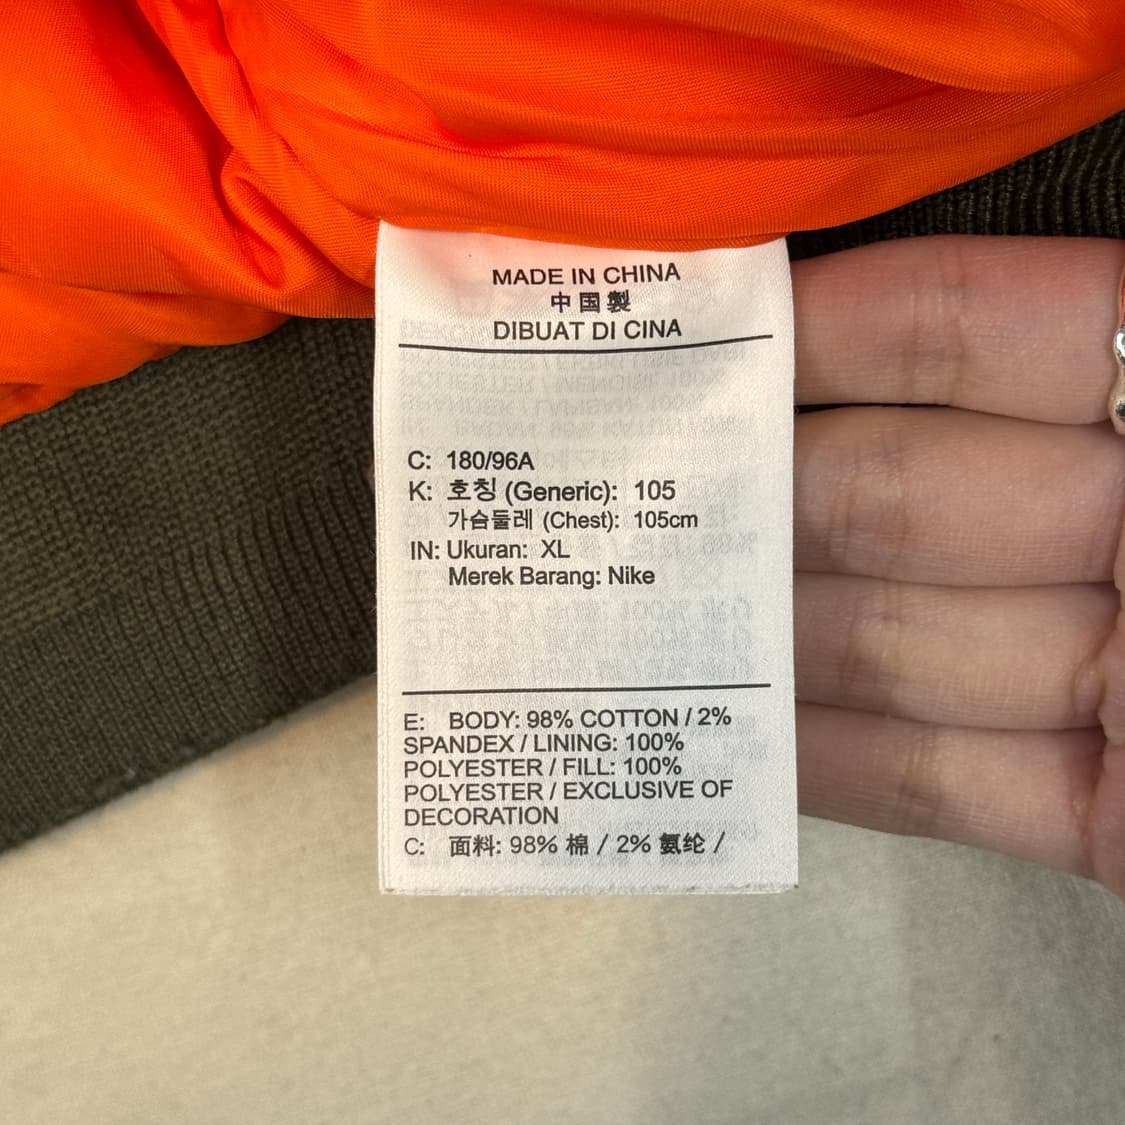 MADE IN CHINA
中国製
DIBUAT DI CINA
C: 180/96A
K: 호칭 (Generic): 105
가슴둘레 (Chest): 105cm
IN: Ukuran: XL
Merek Barang: Nike
E: BODY: 98% COTTON / 2%
SPANDEX / LINING: 100%
POLYESTER / FILL: 100%
POLYESTER / EXCLUSIVE OF
DECORATION
C: 面料: 98% 棉 / 2% 氨纶 /